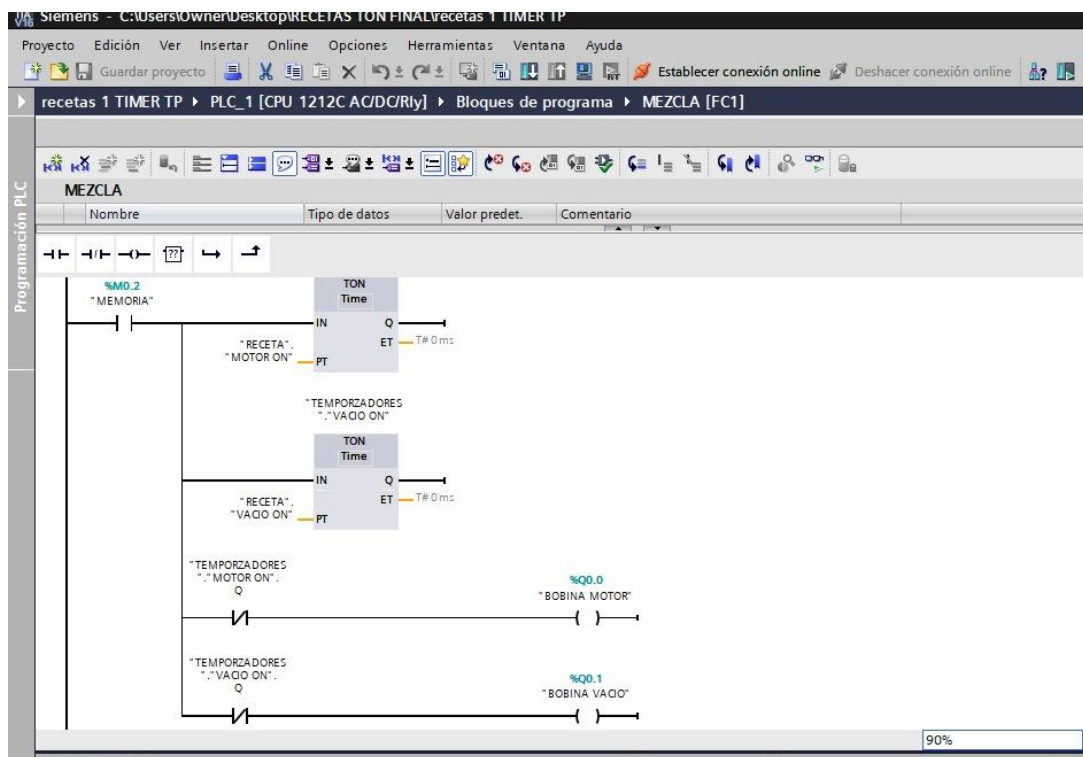 Siemens - C:\Users\Owner\Desktop\RECETAS TON FINAL\recetas 1 TIMER TP
Proyecto Edición Ver Insertar Online Opciones Herramientas Ventana Ayuda
Guardar proyecto Establecer conexión online Deshacer conexión online
recetas 1 TIMER TP PLC_1 [CPU 1212C AC/DC/Rly] Bloques de programa MEZCLA [FC1]
Programación PLC
MEZCLA
Nombre Tipo de datos Valor predet. Comentario
??
%M0.2
"MEMORIA"
TON
Time
IN Q
"RECETA".
"MOTOR ON" PT
ET T#0ms
"TEMPORZADORES
"."VACIO ON"
TON
Time
IN Q
"RECETA".
"VACIO ON" PT
ET T#0ms
"TEMPORZADORES
"."MOTOR ON".
Q
%Q0.0
"BOBINA MOTOR"
"TEMPORZADORES
"."VACIO ON".
Q
%Q0.1
"BOBINA VACIO"
90%